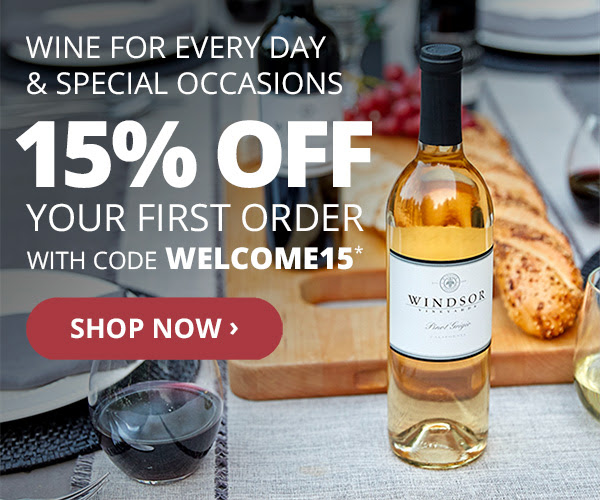 WINE FOR EVERY DAY
& SPECIAL OCCASIONS
15% OFF
YOUR FIRST ORDER
WITH CODE WELCOME15*
SHOP NOW ›
WINDSOR
VINEYARDS
Pinot Grigio
CALIFORNIA